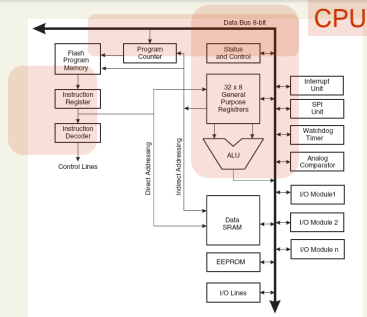 CPU
Data Bus 8-bit
Flash
Program
Memory
Program
Counter
Status
and Control
Instruction
Register
32 x 8
General
Purpose
Registrers
Interrupt
Unit
SPI
Unit
Instruction
Decoder
Watchdog
Timer
Direct Addressing
Indirect Addressing
ALU
Analog
Comparator
Control Lines
I/O Module1
Data
SRAM
I/O Module 2
I/O Module n
EEPROM
I/O Lines